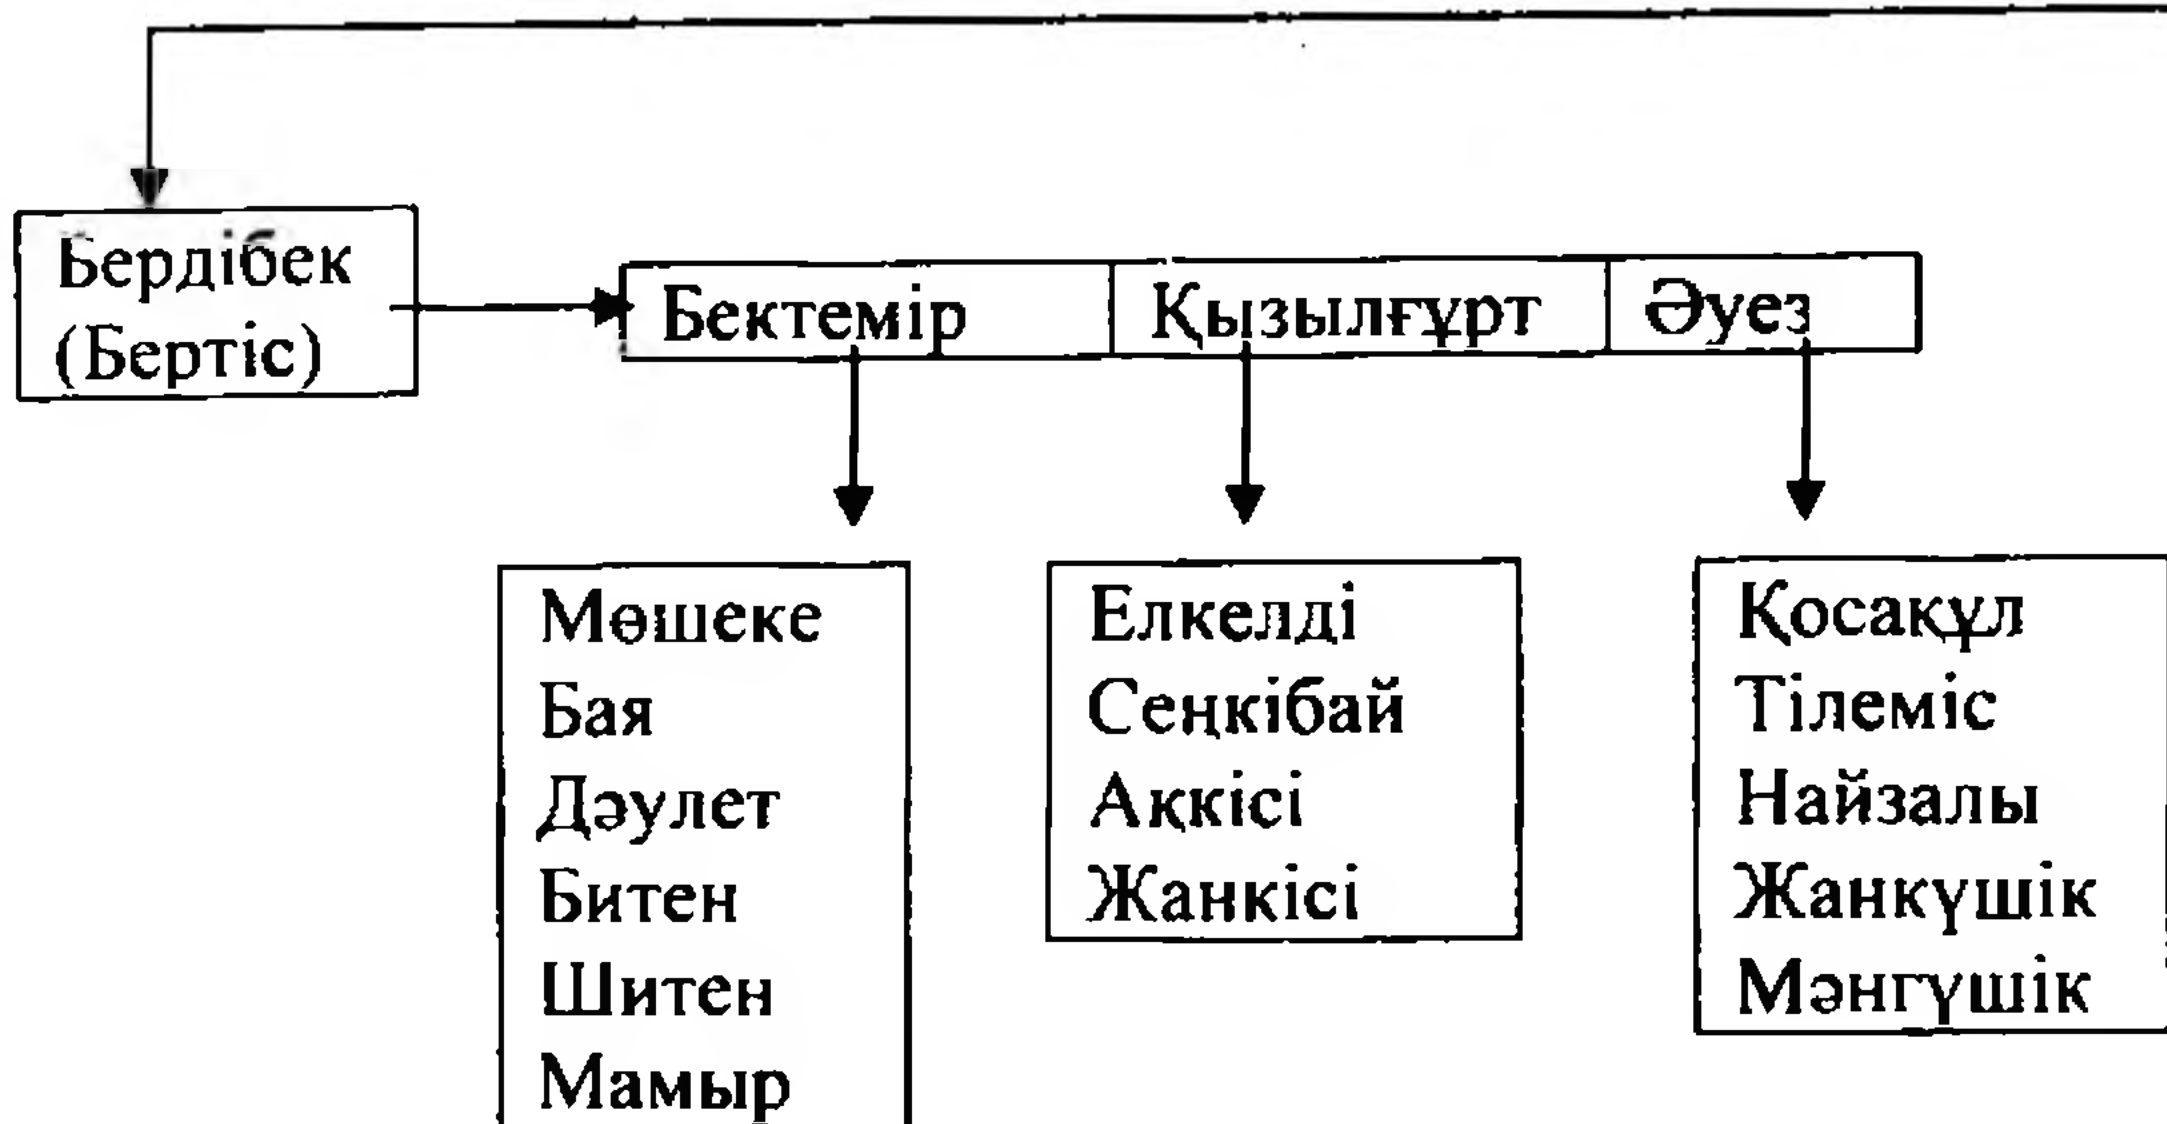 Бердібек
(Бертіс)
Бектемір
Қызылғұрт
Әуез
Мөшеке
Бая
Дәулет
Битен
Шитен
Мамыр
Елкелді
Сеңкібай
Ақкісі
Жанкісі
Қосақұл
Тілеміс
Найзалы
Жанкүшік
Мәнгүшік